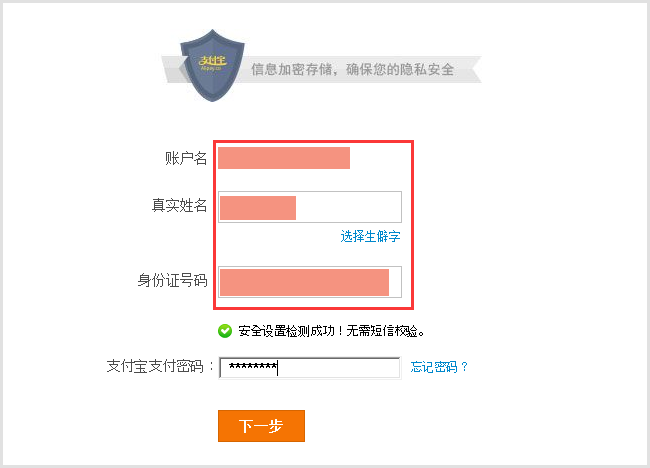 支付宝
Alipay.com
信息加密存储，确保您的隐私安全
账户名
真实姓名
选择生僻字
身份证号码
安全设置检测成功！无需短信校验。
支付宝支付密码： ******** 忘记密码？
下一步